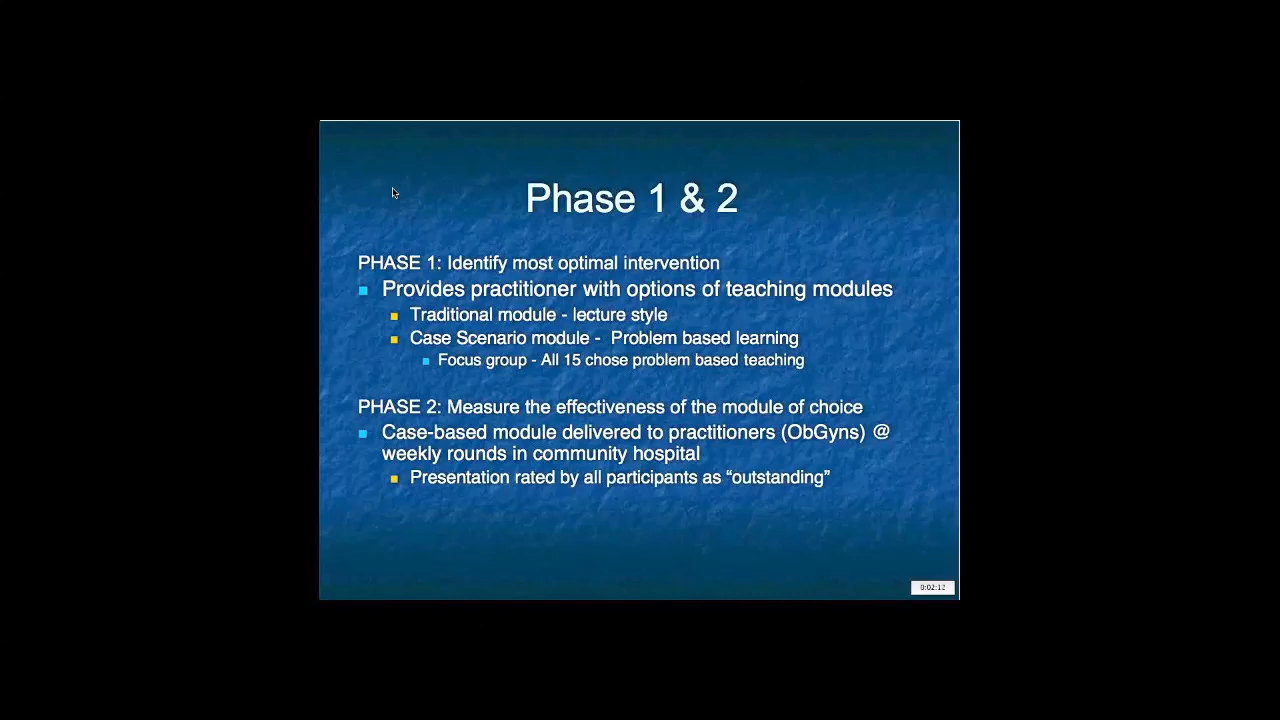 Phase 1 & 2
PHASE 1: Identify most optimal intervention
Provides practitioner with options of teaching modules
Traditional module - lecture style
Case Scenario module - Problem based learning
Focus group - All 15 chose problem based teaching
PHASE 2: Measure the effectiveness of the module of choice
Case-based module delivered to practitioners (ObGyns) @
weekly rounds in community hospital
Presentation rated by all participants as “outstanding”
0:02:12